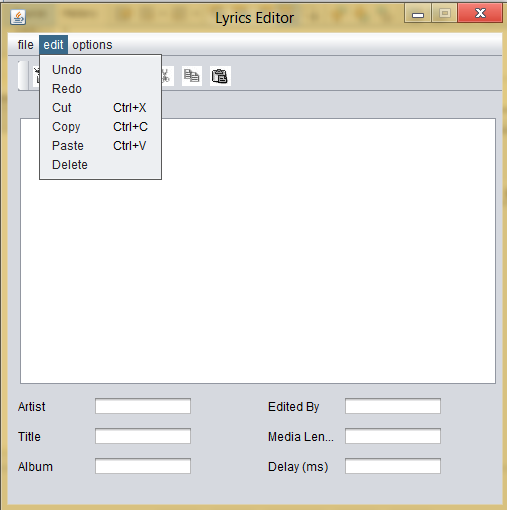 Lyrics Editor
file edit options
Undo
Redo
Cut Ctrl+X
Copy Ctrl+C
Paste Ctrl+V
Delete
Artist Edited By
Title Media Len...
Album Delay (ms)